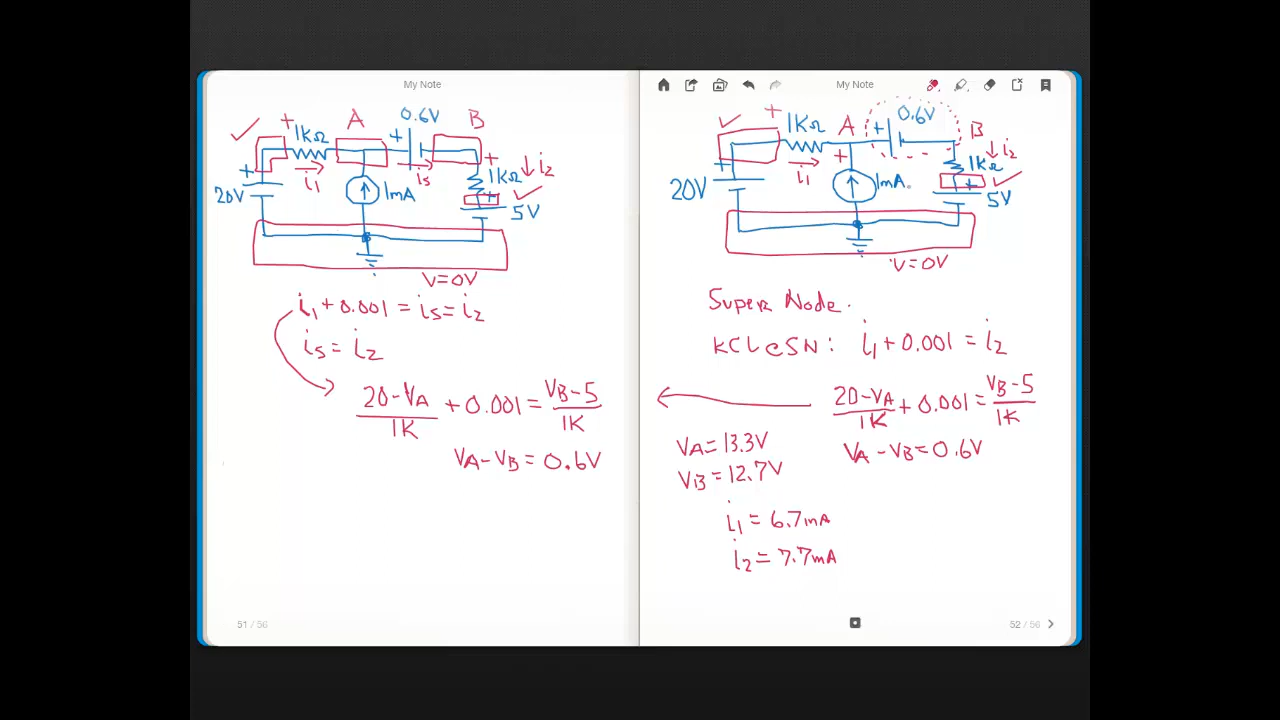 My Note
A
0.6V
B
+
1KΩ
+
+
i1
is
i2
+
20V
1mA
1KΩ
+
5V
V=0V
i1+0.001 = is = i2
is = i2
20-VA/1K + 0.001 = VB-5/1K
VA-VB = 0.6V
51 / 56
My Note
+
1KΩ
A
+
0.6V
B
+
i1
+
i2
1KΩ
20V
1mA
+
5V
V=0V
Super Node.
KCL@SN: i1+0.001 = i2
20-VA/1K + 0.001 = VB-5/1K
VA=13.3V
VA-VB=0.6V
VB=12.7V
i1 = 6.7mA
i2 = 7.7mA
52 / 56